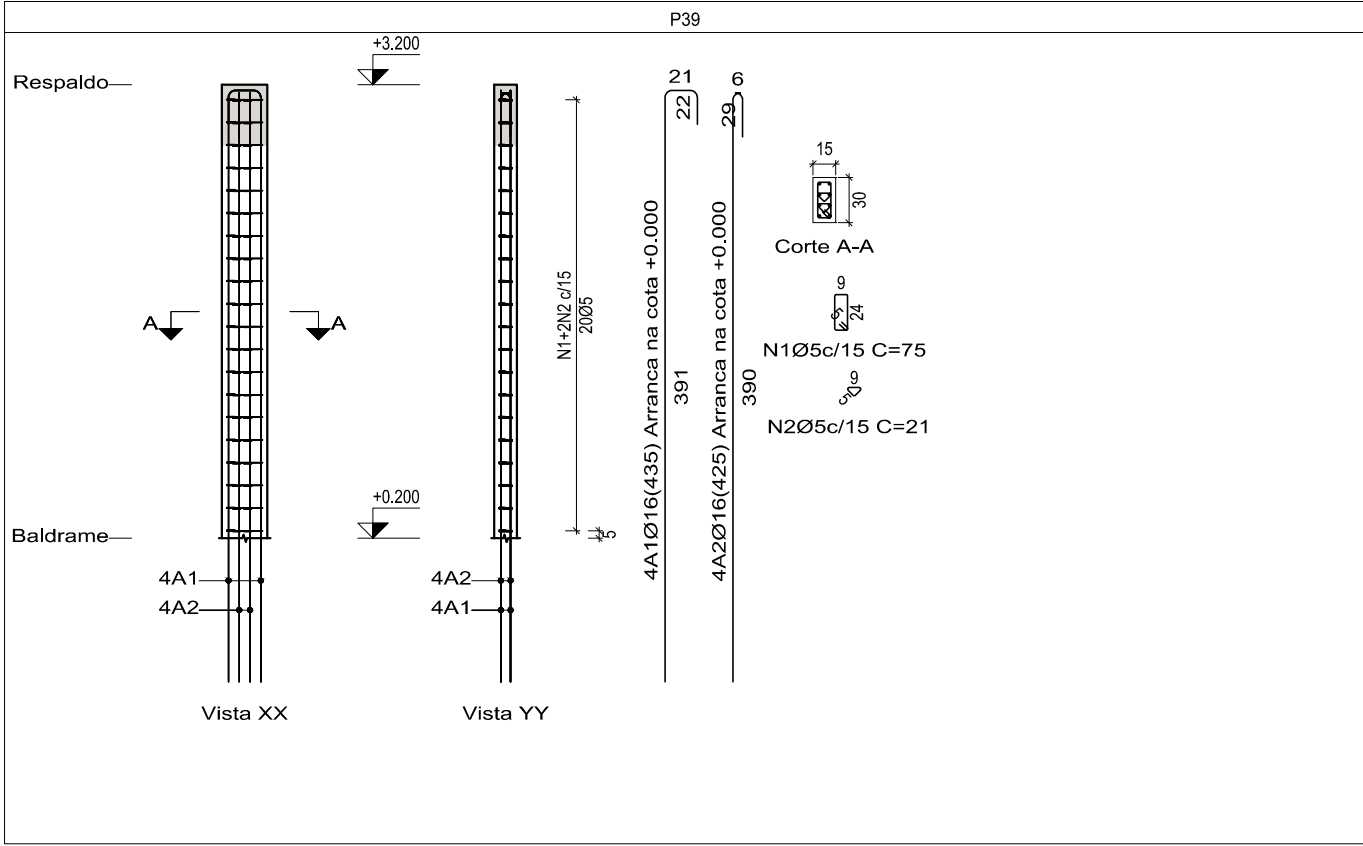 P39
+3.200
Respaldo
21
22
6
29
15
30
Corte A-A
9
24
5
N1Ø5c/15 C=75
9
5
N2Ø5c/15 C=21
A
A
N1+2N2 c/15
20Ø5
4A1Ø16(435) Arranca na cota +0.000
391
4A2Ø16(425) Arranca na cota +0.000
390
+0.200
Baldrame
5
4A1
4A2
4A2
4A1
Vista XX
Vista YY